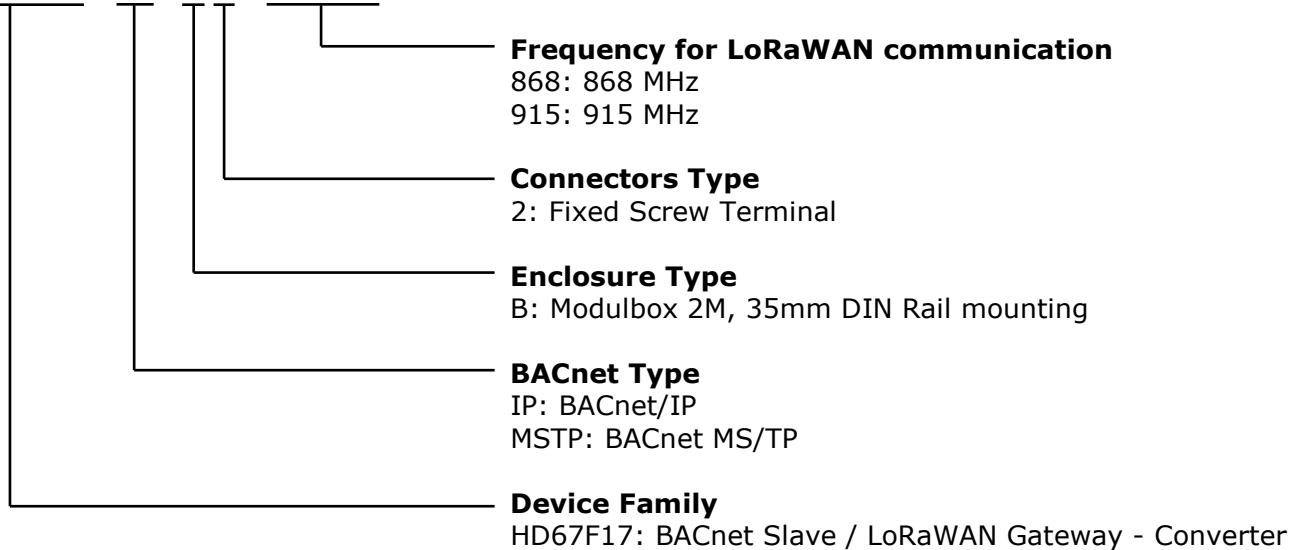 Frequency for LoRaWAN communication
868: 868 MHz
915: 915 MHz
Connectors Type
2: Fixed Screw Terminal
Enclosure Type
B: Modulbox 2M, 35mm DIN Rail mounting
BACnet Type
IP: BACnet/IP
MSTP: BACnet MS/TP
Device Family
HD67F17: BACnet Slave / LoRaWAN Gateway - Converter